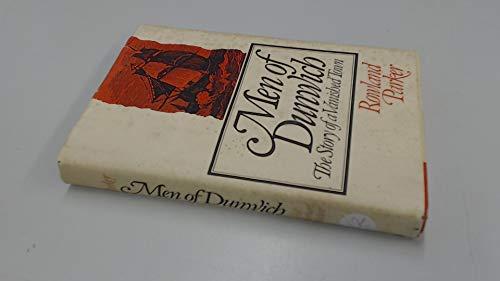 Men of
Dunwich
The Story of a Vanished Town
Rowland
Parker
Men of Dunwich